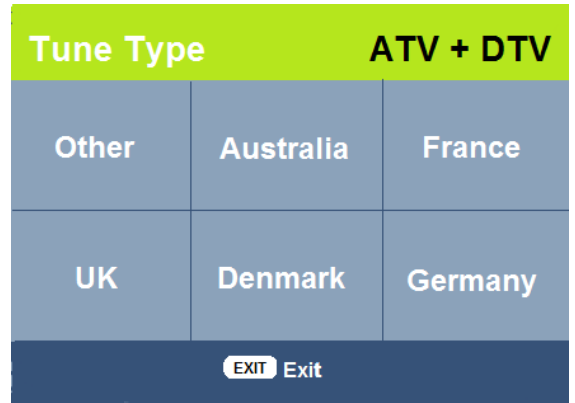 Tune Type ATV + DTV
Other Australia France
UK Denmark Germany
EXIT Exit